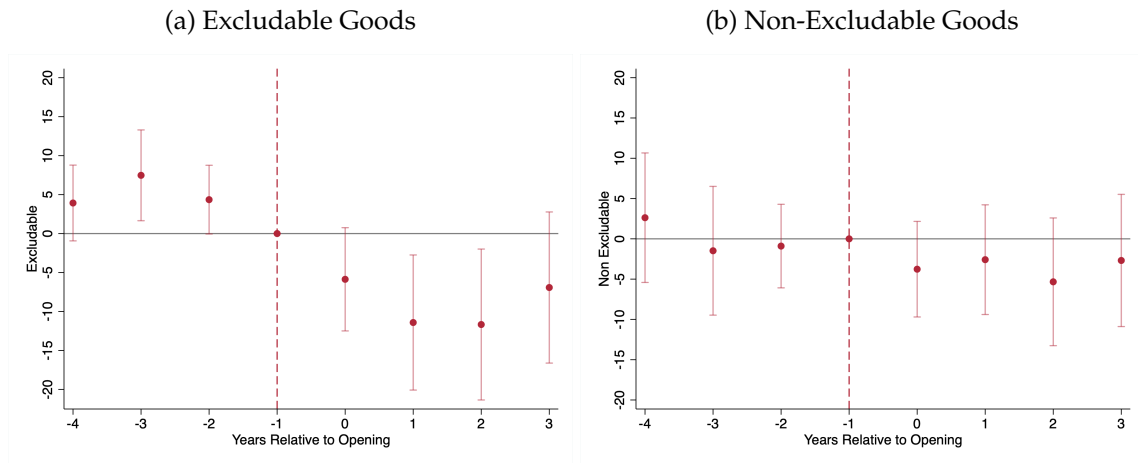 (a) Excludable Goods
(b) Non-Excludable Goods
Excludable
20
15
10
5
0
-5
-10
-15
-20
-4 -3 -2 -1 0 1 2 3
Years Relative to Opening
Non Excludable
20
15
10
5
0
-5
-10
-15
-20
-4 -3 -2 -1 0 1 2 3
Years Relative to Opening